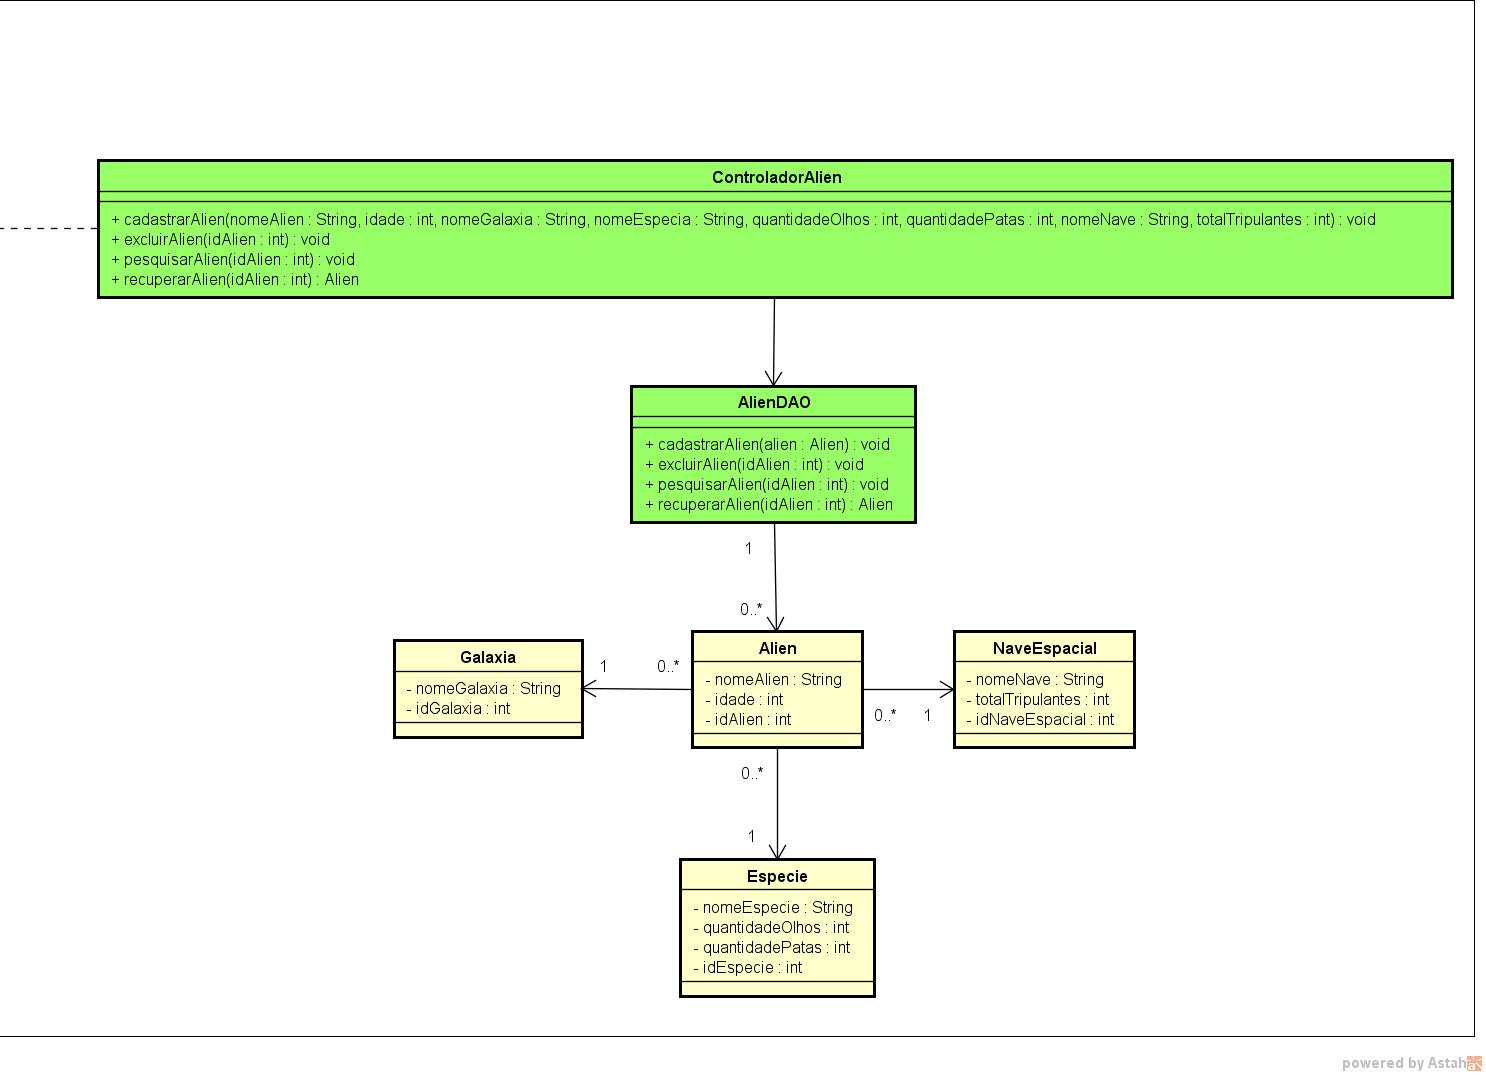 ControladorAlien
+ cadastrarAlien(nomeAlien : String, idade : int, nomeGalaxia : String, nomeEspecia : String, quantidadeOlhos : int, quantidadePatas : int, nomeNave : String, totalTripulantes : int) : void
+ excluirAlien(idAlien : int) : void
+ pesquisarAlien(idAlien : int) : void
+ recuperarAlien(idAlien : int) : Alien
AlienDAO
+ cadastrarAlien(alien : Alien) : void
+ excluirAlien(idAlien : int) : void
+ pesquisarAlien(idAlien : int) : void
+ recuperarAlien(idAlien : int) : Alien
1
0..*
Galaxia
- nomeGalaxia : String
- idGalaxia : int
1
0..*
Alien
- nomeAlien : String
- idade : int
- idAlien : int
0..*
1
NaveEspacial
- nomeNave : String
- totalTripulantes : int
- idNaveEspacial : int
0..*
1
Especie
- nomeEspecie : String
- quantidadeOlhos : int
- quantidadePatas : int
- idEspecie : int
powered by Astah